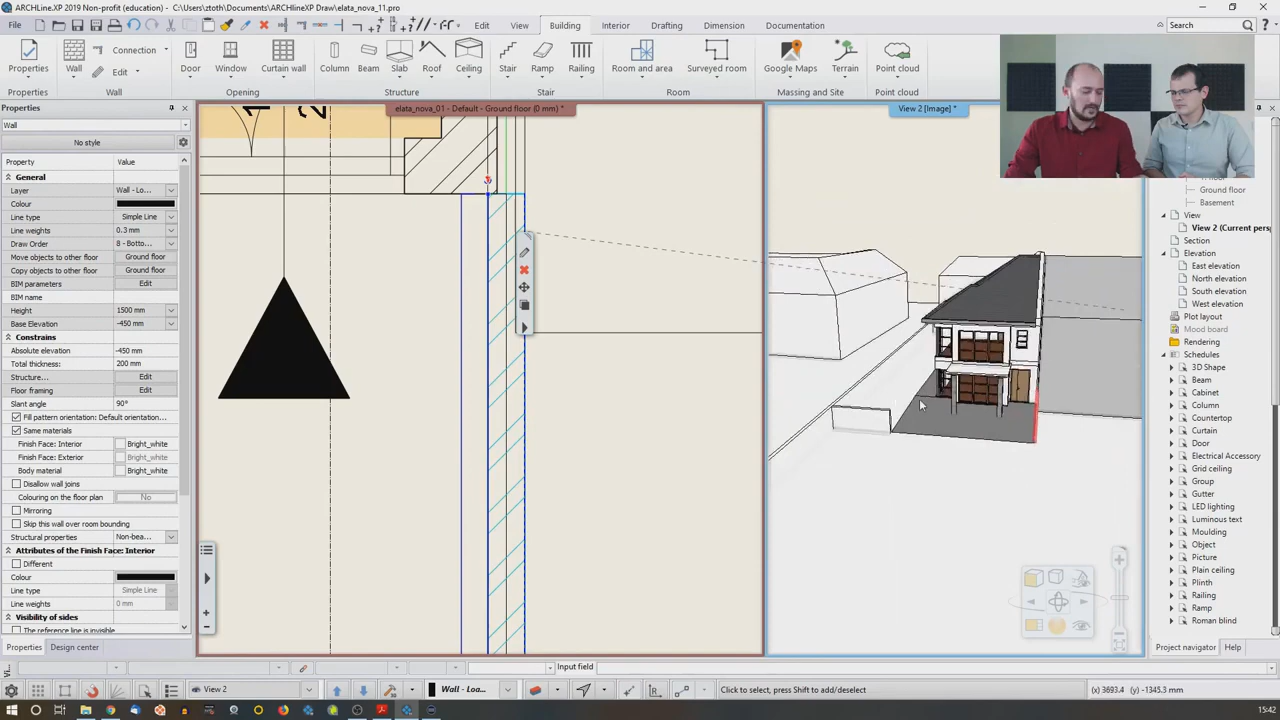 ARCHLine.XP 2019 Non-profit (education) - C:\Users\ztoth\Documents\ARCHlineXP Draw\elata_nova_11.pro
File Edit View Building Interior Drafting Dimension Documentation Search
Properties Wall Connection Edit Door Window Curtain wall Column Beam Slab Roof Ceiling Stair Ramp Railing Room and area Surveyed room Google Maps Terrain Point cloud
Properties Wall Opening Structure Stair Room Massing and Site Point cloud
Properties
elata_nova_01 - Default - Ground floor (0 mm) *
View 2 [Image] *
Wall
No style
Property Value
General
Layer Wall - Lo...
Colour
Line type Simple Line
Line weights 0.3 mm
Draw Order 8 - Botto...
Move objects to other floor Ground floor
Copy objects to other floor Ground floor
BIM parameters Edit
BIM name
Height 1500 mm
Base Elevation -450 mm
Constrains
Absolute elevation -450 mm
Total thickness: 200 mm
Structure... Edit
Floor framing Edit
Slant angle 90°
Fill pattern orientation: Default orientation...
Same materials
Finish Face: Interior Bright_white
Finish Face: Exterior Bright_white
Body material Bright_white
Disallow wall joins
Colouring on the floor plan No
Mirroring
Skip this wall over room bounding
Structural properties Non-bea...
Attributes of the Finish Face: Interior
Different
Colour
Line type Simple Line
Line weights 0 mm
Visibility of sides
The reference line is invisible
Properties Design center
2
Ground floor
Basement
View
View 2 (Current pers
Section
Elevation
East elevation
North elevation
South elevation
West elevation
Plot layout
Mood board
Rendering
Schedules
3D Shape
Beam
Cabinet
Column
Countertop
Curtain
Door
Electrical Accessory
Grid ceiling
Group
Gutter
LED lighting
Luminous text
Moulding
Object
Picture
Plain ceiling
Plinth
Railing
Ramp
Roman blind
Project navigator Help
Input field
View 2
Wall - Loa...
Click to select, press Shift to add/deselect
x) 3693.4 (y) -1345.3 mm
15:42